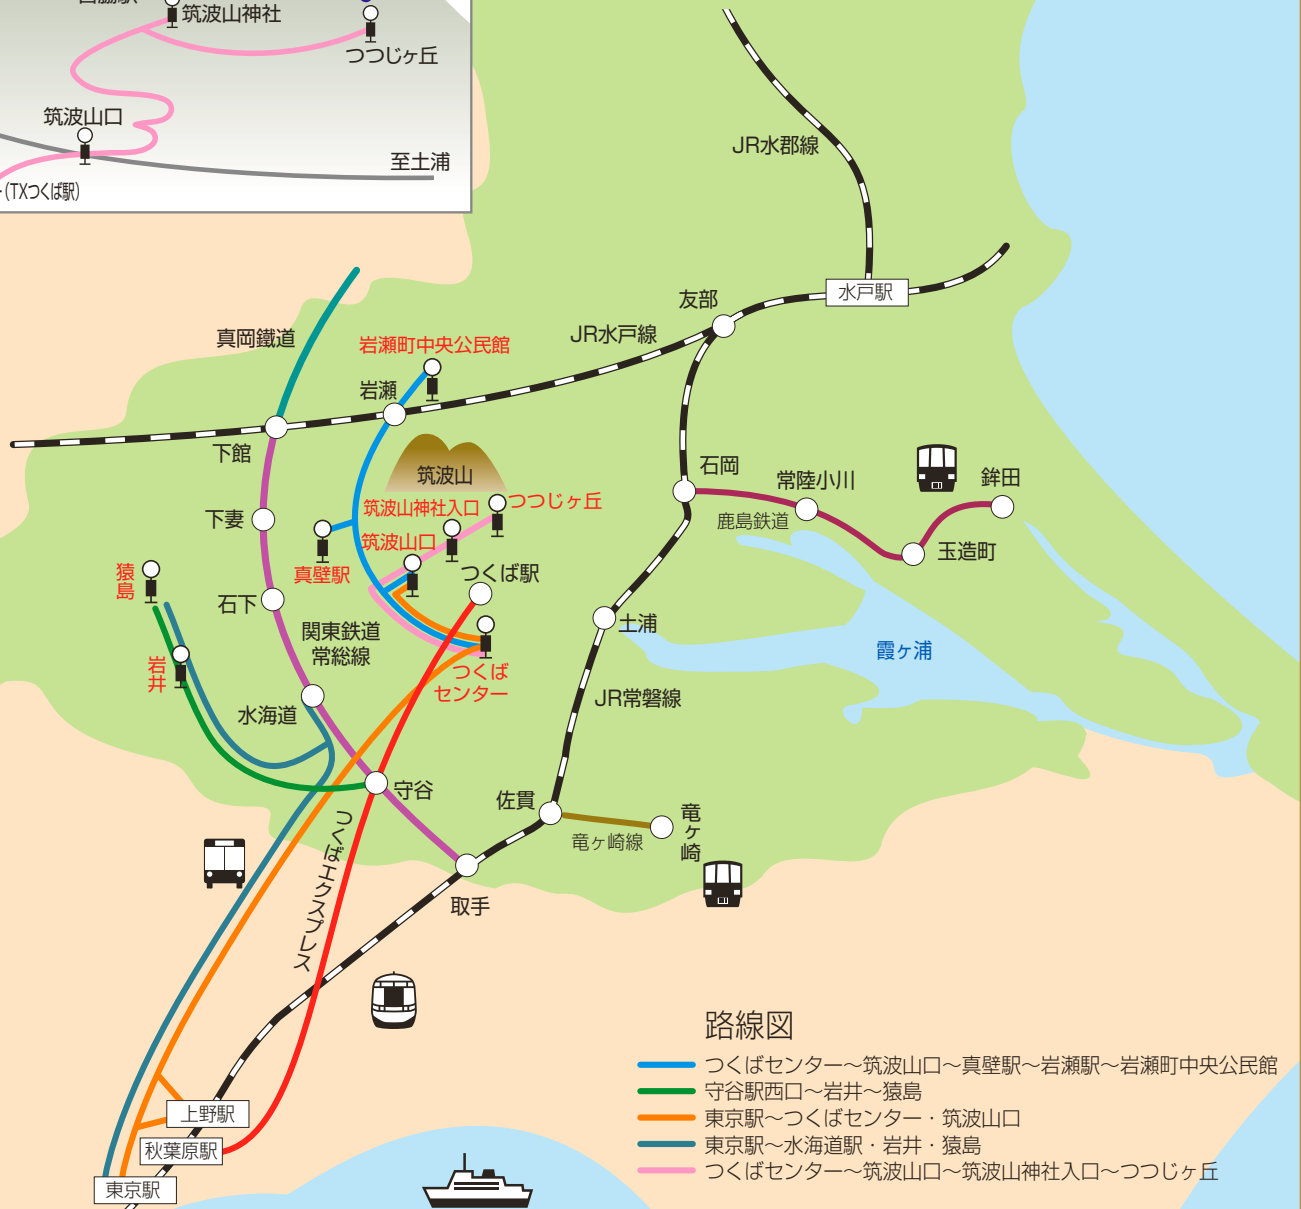 筑波山神社
つつじヶ丘
筑波山口
至土浦
(TXつくば駅)
JR水郡線
水戸駅
友部
JR水戸線
真岡鐵道
岩瀬町中央公民館
岩瀬
下館
筑波山
石岡
常陸小川
鉾田
鹿島鉄道
玉造町
つつじヶ丘
筑波山神社入口
下妻
筑波山口
真壁駅
つくば駅
猿島
石下
土浦
関東鉄道
常総線
霞ヶ浦
岩井
つくば
センター
JR常磐線
水海道
守谷
佐貫
竜ヶ崎
竜ヶ崎線
つくばエクスプレス
取手
路線図
つくばセンター～筑波山口～真壁駅～岩瀬駅～岩瀬町中央公民館
守谷駅西口～岩井～猿島
東京駅～つくばセンター・筑波山口
東京駅～水海道駅・岩井・猿島
つくばセンター～筑波山口～筑波山神社入口～つつじヶ丘
上野駅
秋葉原駅
東京駅